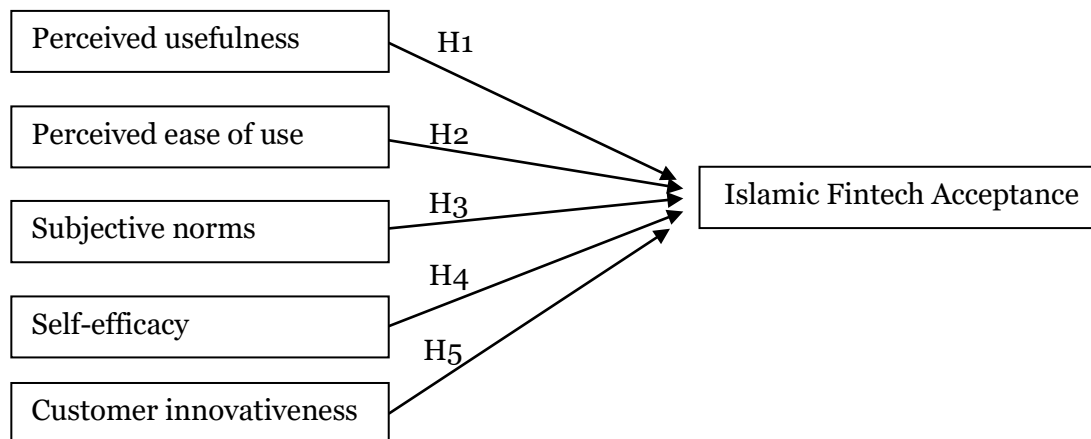 Perceived usefulness
H1
Perceived ease of use
H2
Islamic Fintech Acceptance
H3
Subjective norms
H4
Self-efficacy
H5
Customer innovativeness